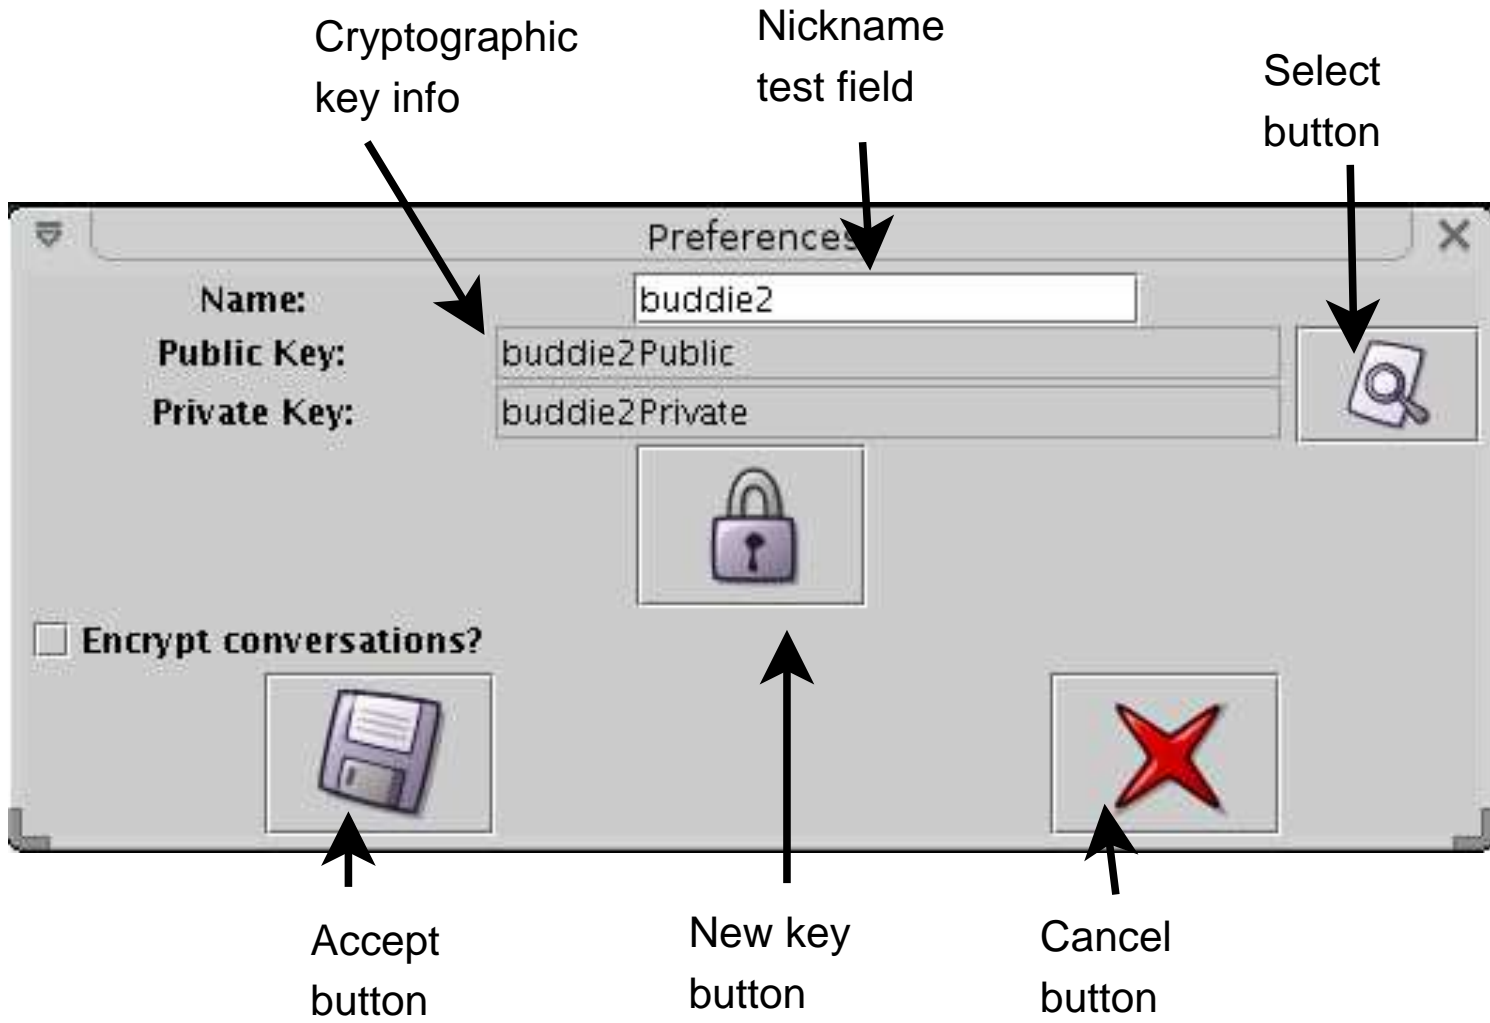 Cryptographic
key info
Nickname
test field
Select
button
Preferences
Name:
buddie2
Public Key:
buddie2Public
Private Key:
buddie2Private
Encrypt conversations?
Accept
button
New key
button
Cancel
button